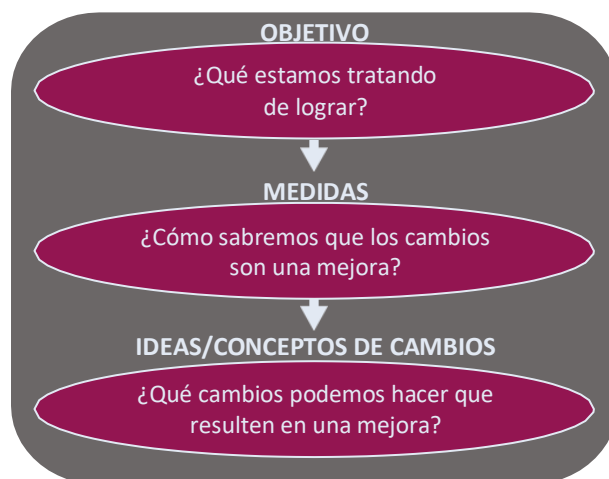 OBJETIVO
¿Qué estamos tratando
de lograr?
MEDIDAS
¿Cómo sabremos que los cambios
son una mejora?
IDEAS/CONCEPTOS DE CAMBIOS
¿Qué cambios podemos hacer que
resulten en una mejora?